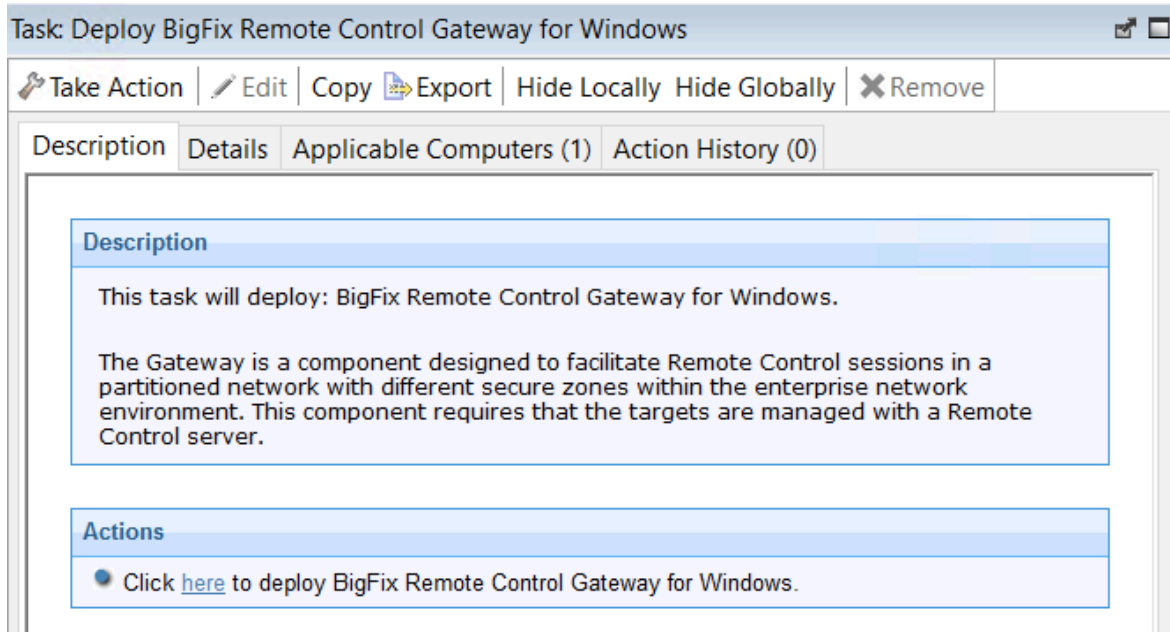 Task: Deploy BigFix Remote Control Gateway for Windows
Take Action Edit Copy Export Hide Locally Hide Globally Remove
Description Details Applicable Computers (1) Action History (0)
Description
This task will deploy: BigFix Remote Control Gateway for Windows.
The Gateway is a component designed to facilitate Remote Control sessions in a
partitioned network with different secure zones within the enterprise network
environment. This component requires that the targets are managed with a Remote
Control server.
Actions
Click here to deploy BigFix Remote Control Gateway for Windows.